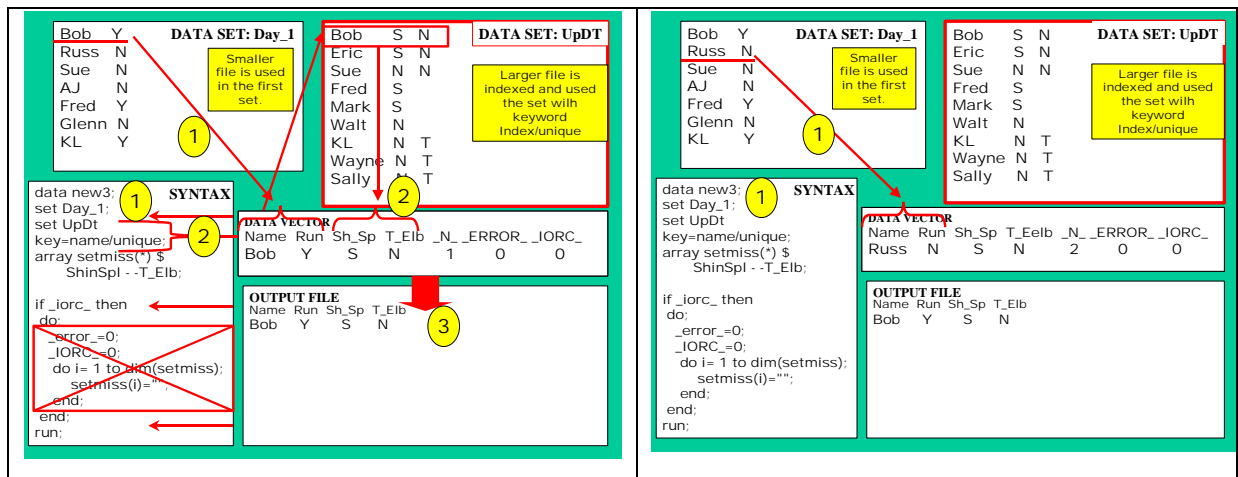 Bob Y
Russ N
Sue N
AJ N
Fred Y
Glenn N
KL Y
DATA SET: Day_1
Smaller
file is used
in the first
set.
1
Bob S N
Eric S N
Sue N N
Fred S
Mark S
Walt N
KL N T
Wayne N T
Sally N T
DATA SET: UpDT
Larger file is
indexed and used
the set wilh
keyword
Index/unique
2
SYNTAX
1
data new3;
set Day_1;
set UpDt
key=name/unique;
array setmiss(*) $
ShinSpl - -T_Elb;
if _iorc_ then
do;
_error_=0;
_IORC_=0;
do i= 1 to dim(setmiss);
setmiss(i)="";
end;
end;
run;
2
DATA VECTOR
Name Run Sh_Sp T_Elb _N_ _ERROR_ _IORC_
Bob Y S N 1 0 0
OUTPUT FILE
Name Run Sh_Sp T_Elb
Bob Y S N
3
Bob Y
Russ N
Sue N
AJ N
Fred Y
Glenn N
KL Y
DATA SET: Day_1
Smaller
file is used
in the first
set.
1
Bob S N
Eric S N
Sue N N
Fred S
Mark S
Walt N
KL N T
Wayne N T
Sally N T
DATA SET: UpDT
Larger file is
indexed and used
the set wilh
keyword
Index/unique
SYNTAX
1
data new3;
set Day_1;
set UpDt
key=name/unique;
array setmiss(*) $
ShinSpl - -T_Elb;
if _iorc_ then
do;
_error_=0;
_IORC_=0;
do i= 1 to dim(setmiss);
setmiss(i)="";
end;
end;
run;
DATA VECTOR
Name Run Sh_Sp T_Eelb _N_ _ERROR_ _IORC_
Russ N S N 2 0 0
OUTPUT FILE
Name Run Sh_Sp T_Elb
Bob Y S N